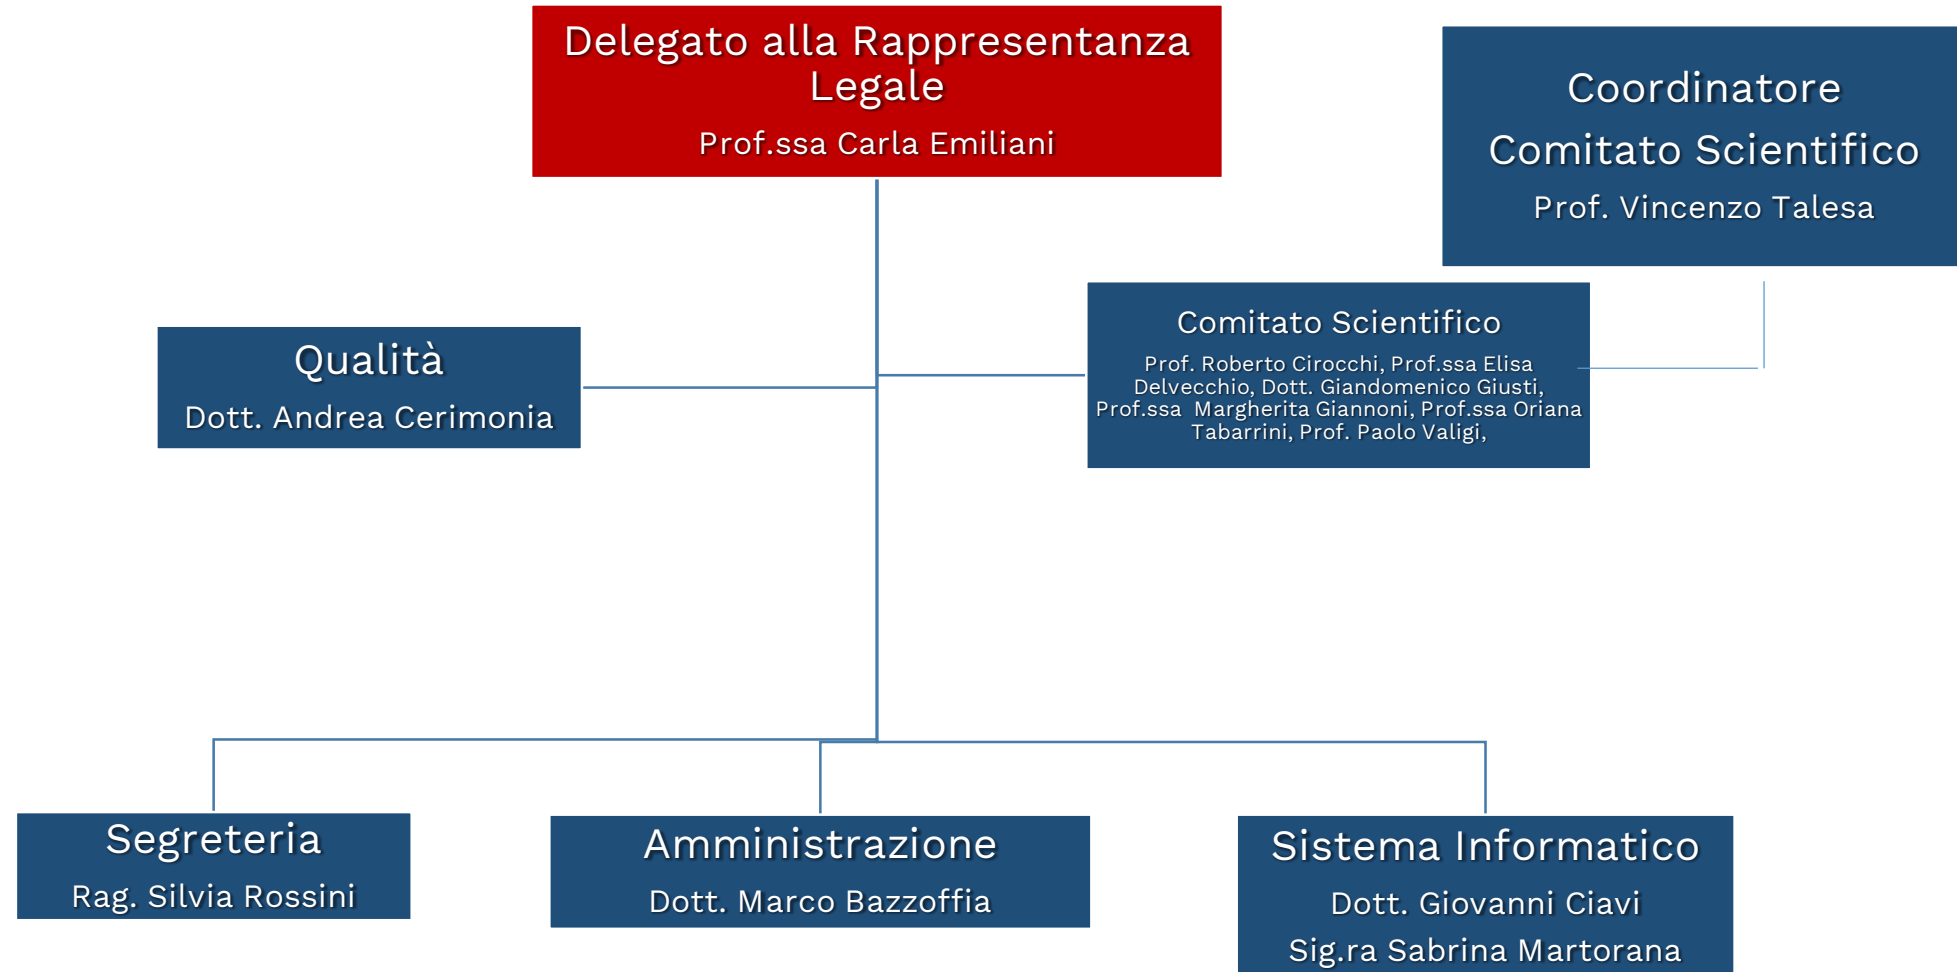 Delegato alla Rappresentanza
Legale
Prof.ssa Carla Emiliani
Coordinatore
Comitato Scientifico
Prof. Vincenzo Talesa
Qualità
Dott. Andrea Cerimonia
Comitato Scientifico
Prof. Roberto Cirocchi, Prof.ssa Elisa
Delvecchio, Dott. Giandomenico Giusti,
Prof.ssa  Margherita Giannoni, Prof.ssa Oriana
Tabarrini, Prof. Paolo Valigi,
Segreteria
Rag. Silvia Rossini
Amministrazione
Dott. Marco Bazzoffia
Sistema Informatico
Dott. Giovanni Ciavi
Sig.ra Sabrina Martorana